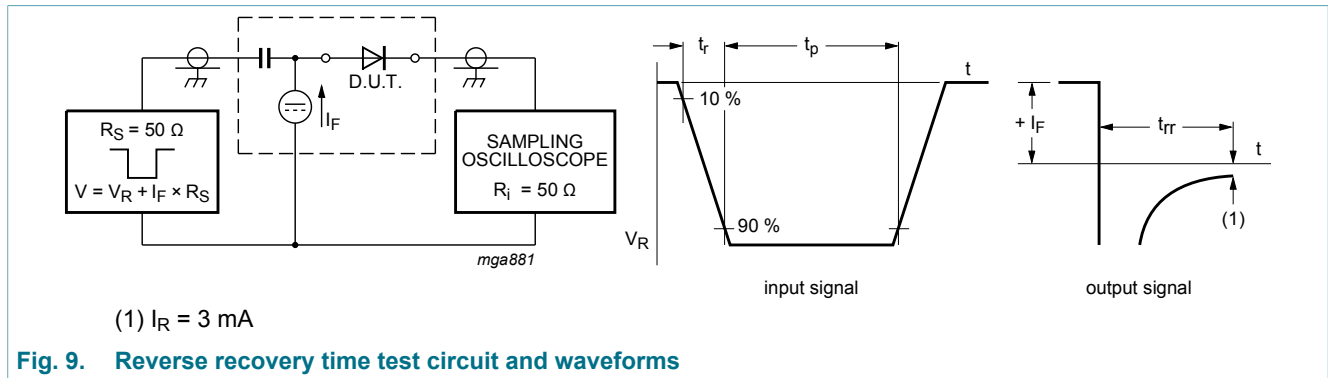 D.U.T.
I_F
R_S = 50 Ω
V = V_R + I_F × R_S
SAMPLING
OSCILLOSCOPE
R_i = 50 Ω
mga881
t_r
t_p
t
10 %
90 %
V_R
input signal
+ I_F
t_rr
t
(1)
output signal
(1) I_R = 3 mA
Fig. 9. Reverse recovery time test circuit and waveforms